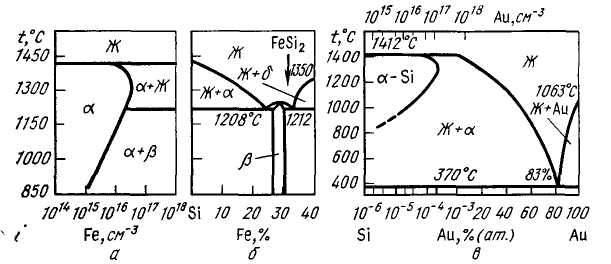 10¹⁵ 10¹⁶ 10¹⁷ 10¹⁸ Au, см⁻³
t,°C
1450
1300
1150
1000
850
Ж
α+Ж
α
α+β
10¹⁴ 10¹⁵ 10¹⁶ 10¹⁷ 10¹⁸
Fe, см⁻³
а
FeSi₂
Ж
Ж+δ
1350
Ж+α
1208°C 1212
β
Si 10 20 30 40
Fe, %
б
t,°C
1400
1200
1000
800
600
400
1412°C
α-Si
Ж
1063°C
Ж+Au
Ж+α
370°C 83%
10⁻⁶ 10⁻⁵ 10⁻⁴ 10⁻³ 20 40 60 80 100
Si Au, % (ат.) Au
в